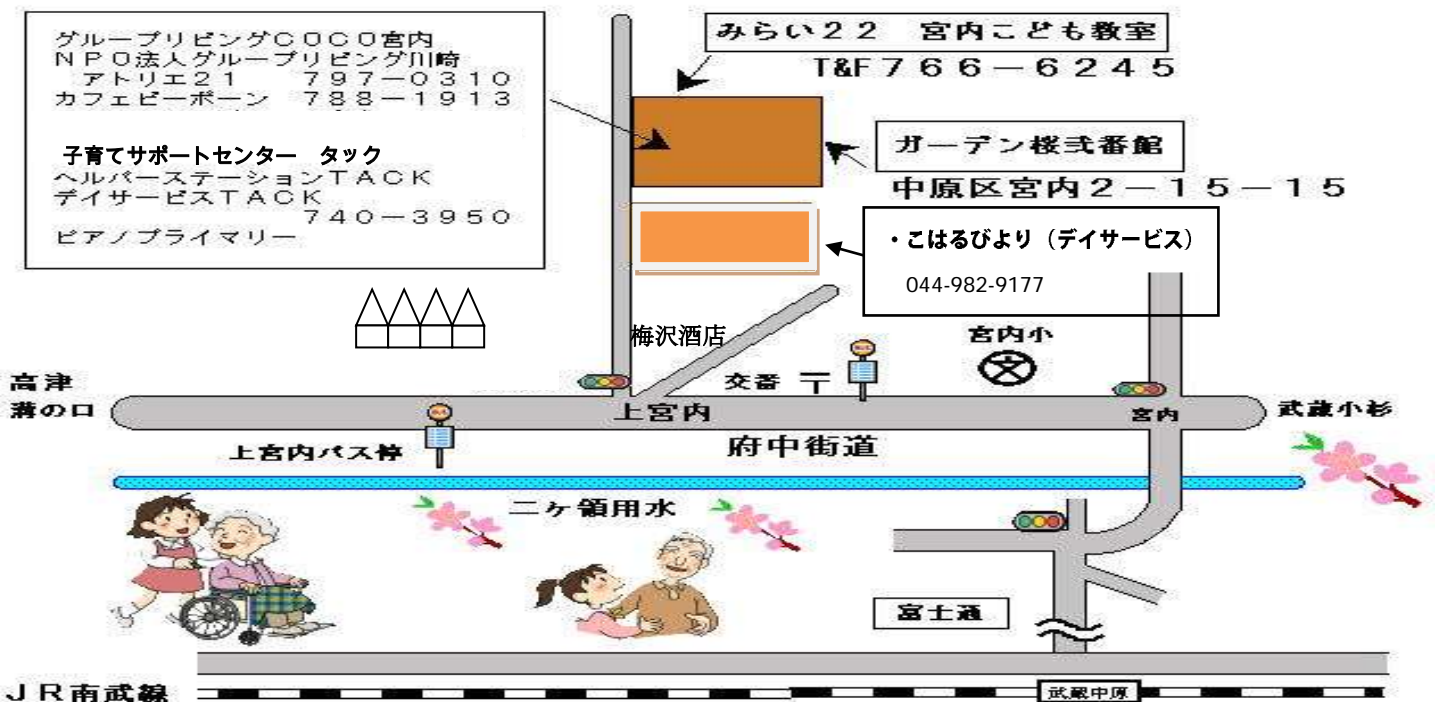 グループリビングCOCO宮内
NPO法人グループリビング川崎
アトリエ21 797-0310
カフェピーポーン 788-1913
子育てサポートセンター タック
ヘルパーステーションTACK
デイサービスTACK
740-3950
ピアノプライマリー
みらい22 宮内こども教室
T&F766-6245
ガーデン桜弐番館
中原区宮内2-15-15
・こはるびより（デイサービス）
044-982-9177
梅沢酒店
宮内小
交番 〒
高津
溝の口
上宮内
宮内
武蔵小杉
上宮内バス停
府中街道
二ヶ領用水
富士通
JR南武線
武蔵中原